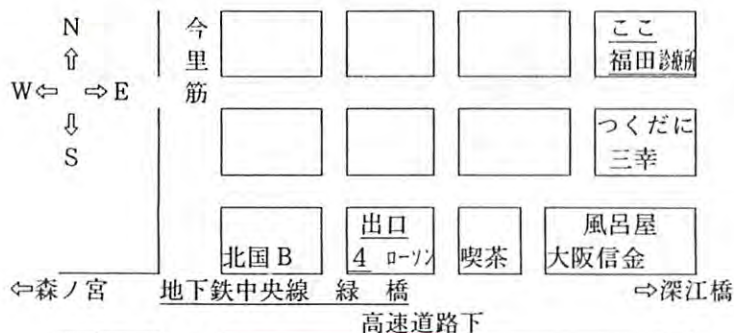 N
⇧
W⇦ ⇨E
⇩
S
今里筋
ここ
福田診療所
つくだに
三幸
北国B
出口
4 ローソン
喫茶
風呂屋
大阪信金
⇦森ノ宮
地下鉄中央線 緑 橋
⇨深江橋
高速道路下